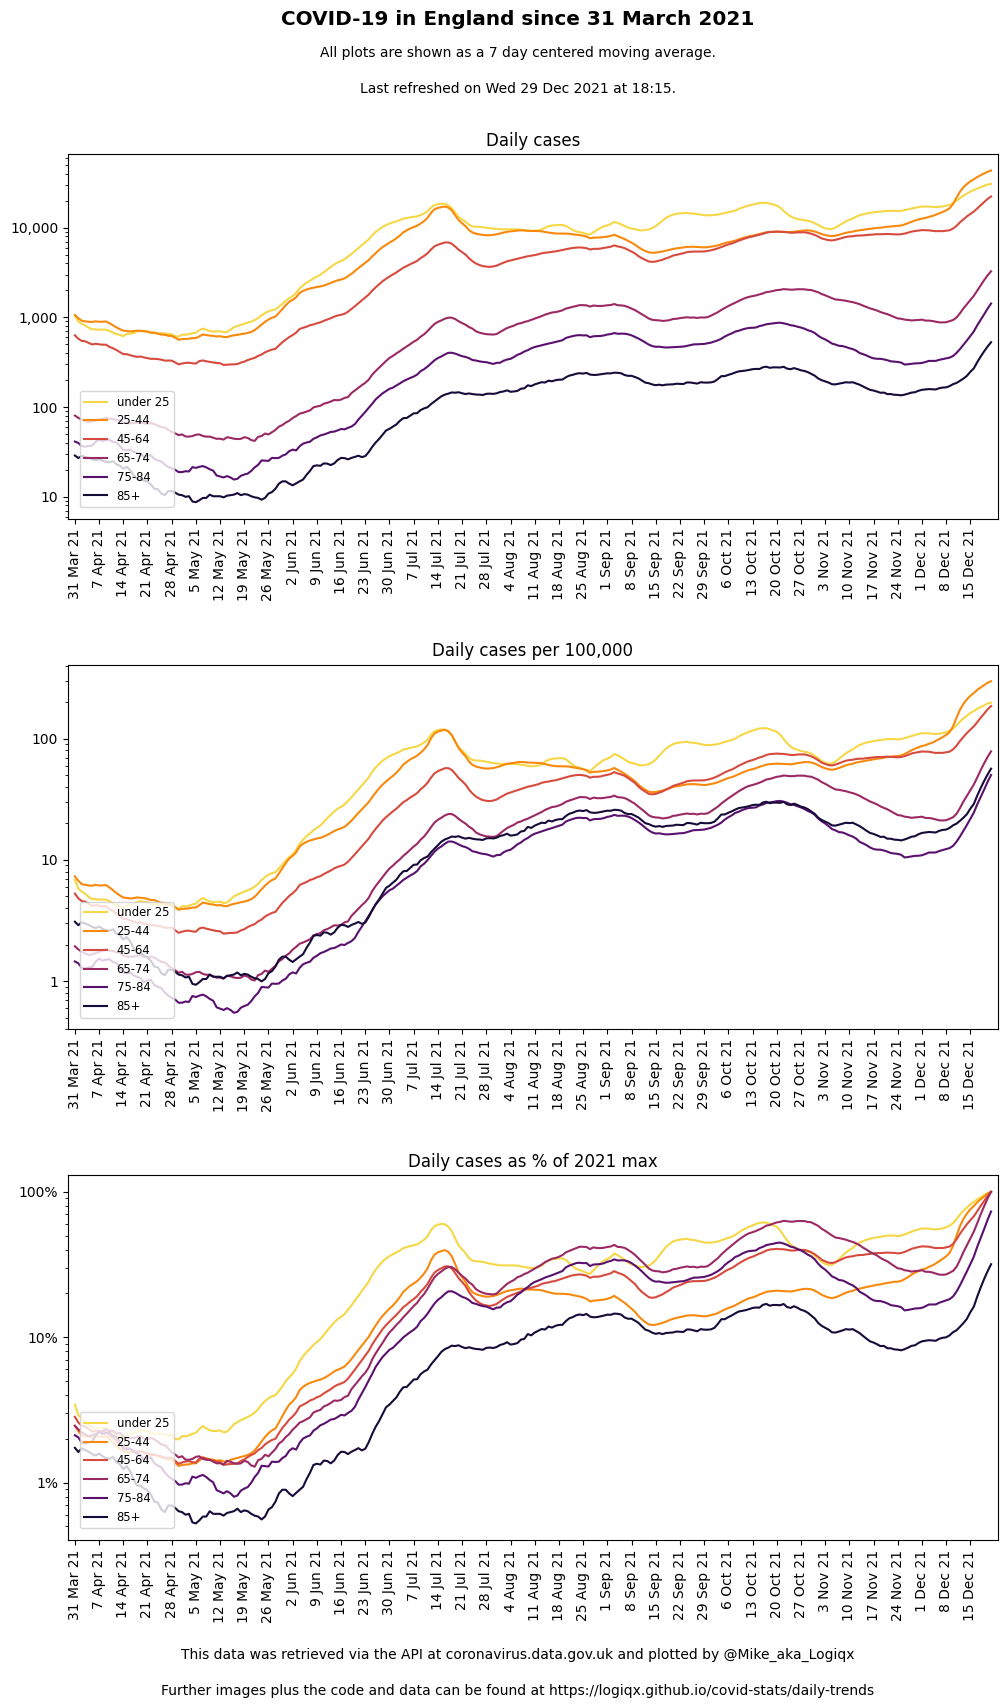 COVID-19 in England since 31 March 2021
All plots are shown as a 7 day centered moving average.
Last refreshed on Wed 29 Dec 2021 at 18:15.
Daily cases
10,000
1,000
100
10
under 25
25-44
45-64
65-74
75-84
85+
31 Mar 21
7 Apr 21
14 Apr 21
21 Apr 21
28 Apr 21
5 May 21
12 May 21
19 May 21
26 May 21
2 Jun 21
9 Jun 21
16 Jun 21
23 Jun 21
30 Jun 21
7 Jul 21
14 Jul 21
21 Jul 21
28 Jul 21
4 Aug 21
11 Aug 21
18 Aug 21
25 Aug 21
1 Sep 21
8 Sep 21
15 Sep 21
22 Sep 21
29 Sep 21
6 Oct 21
13 Oct 21
20 Oct 21
27 Oct 21
3 Nov 21
10 Nov 21
17 Nov 21
24 Nov 21
1 Dec 21
8 Dec 21
15 Dec 21
Daily cases per 100,000
100
10
1
under 25
25-44
45-64
65-74
75-84
85+
31 Mar 21
7 Apr 21
14 Apr 21
21 Apr 21
28 Apr 21
5 May 21
12 May 21
19 May 21
26 May 21
2 Jun 21
9 Jun 21
16 Jun 21
23 Jun 21
30 Jun 21
7 Jul 21
14 Jul 21
21 Jul 21
28 Jul 21
4 Aug 21
11 Aug 21
18 Aug 21
25 Aug 21
1 Sep 21
8 Sep 21
15 Sep 21
22 Sep 21
29 Sep 21
6 Oct 21
13 Oct 21
20 Oct 21
27 Oct 21
3 Nov 21
10 Nov 21
17 Nov 21
24 Nov 21
1 Dec 21
8 Dec 21
15 Dec 21
Daily cases as % of 2021 max
100%
10%
1%
under 25
25-44
45-64
65-74
75-84
85+
31 Mar 21
7 Apr 21
14 Apr 21
21 Apr 21
28 Apr 21
5 May 21
12 May 21
19 May 21
26 May 21
2 Jun 21
9 Jun 21
16 Jun 21
23 Jun 21
30 Jun 21
7 Jul 21
14 Jul 21
21 Jul 21
28 Jul 21
4 Aug 21
11 Aug 21
18 Aug 21
25 Aug 21
1 Sep 21
8 Sep 21
15 Sep 21
22 Sep 21
29 Sep 21
6 Oct 21
13 Oct 21
20 Oct 21
27 Oct 21
3 Nov 21
10 Nov 21
17 Nov 21
24 Nov 21
1 Dec 21
8 Dec 21
15 Dec 21
This data was retrieved via the API at coronavirus.data.gov.uk and plotted by @Mike_aka_Logiqx
Further images plus the code and data can be found at https://logiqx.github.io/covid-stats/daily-trends